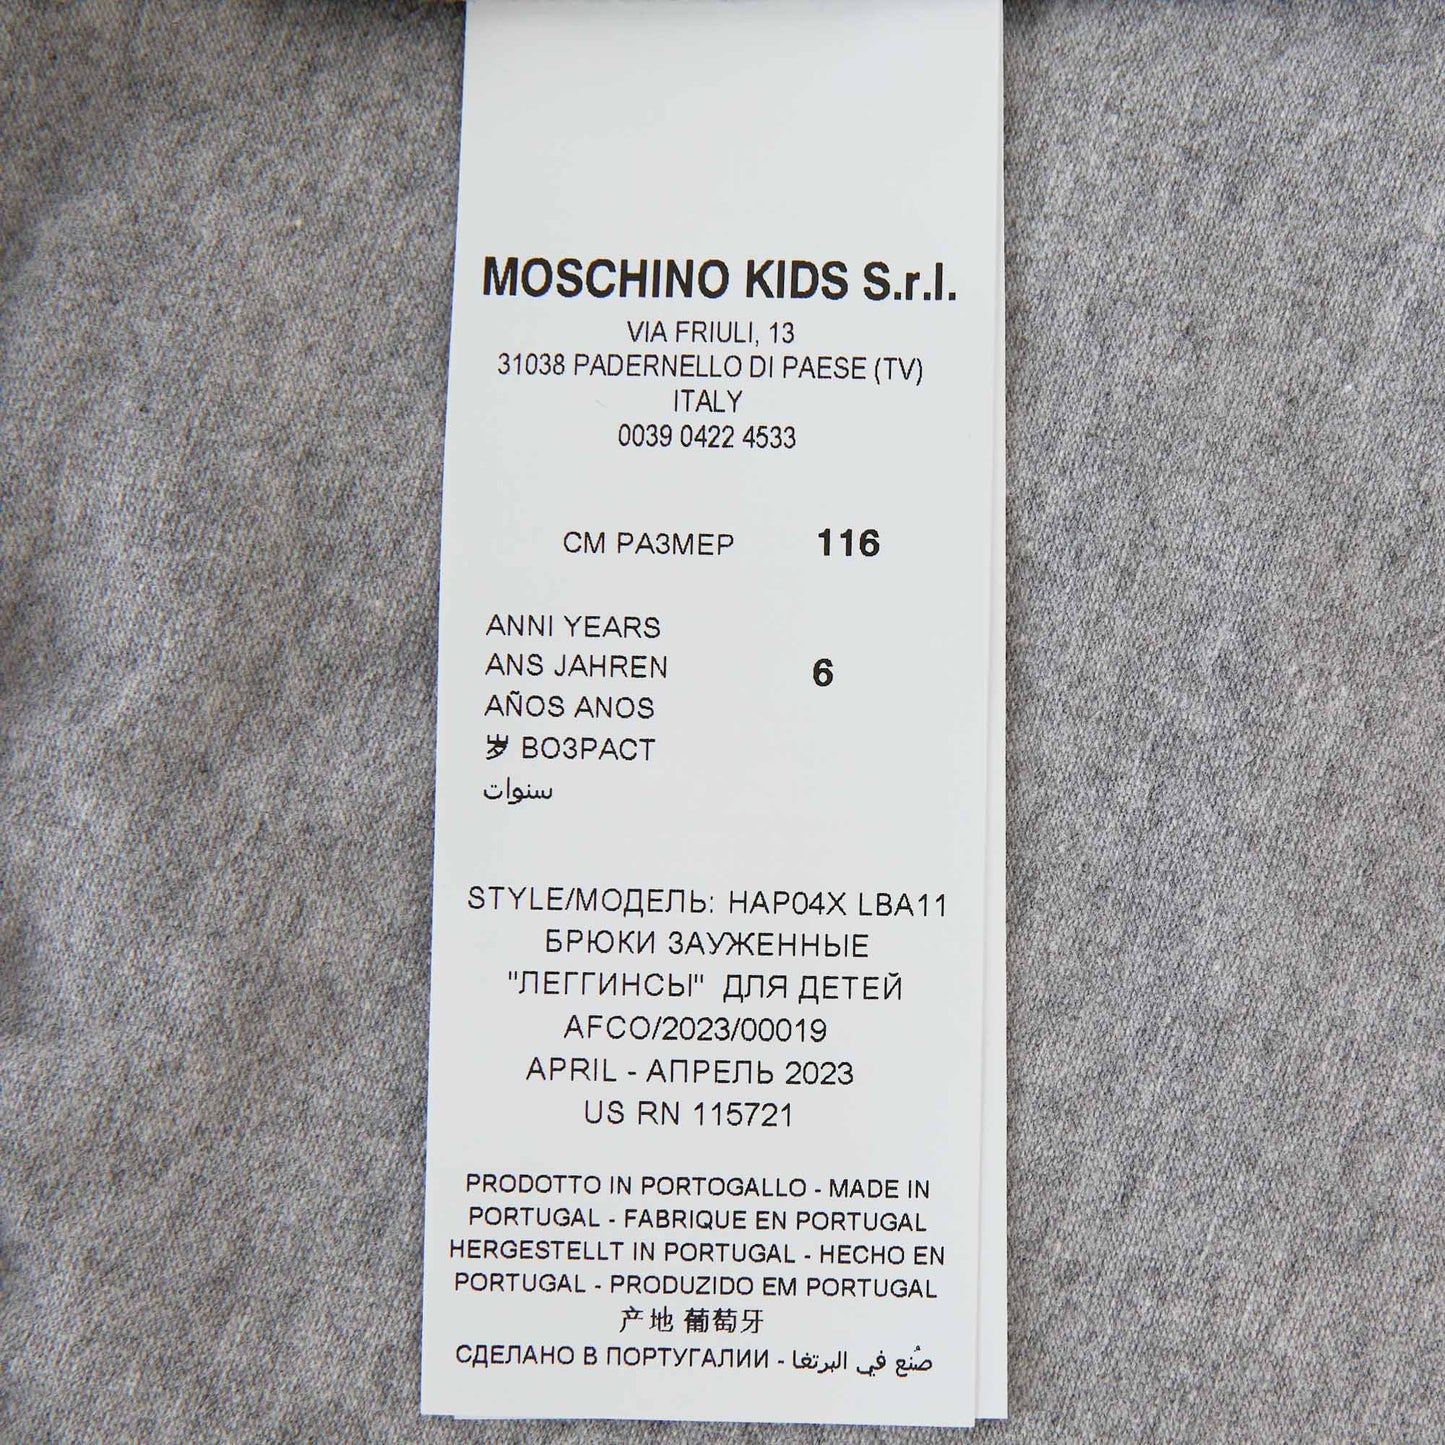 MOSCHINO KIDS S.r.l.
VIA FRIULI, 13
31038 PADERNELLO DI PAESE (TV)
ITALY
0039 0422 4533
СМ РАЗМЕР 116
ANNI YEARS
ANS JAHREN 6
AÑOS ANOS
岁 ВОЗРАСТ
سنوات
STYLE/МОДЕЛЬ: HAP04X LBA11
БРЮКИ ЗАУЖЕННЫЕ
"ЛЕГГИНСЫ" ДЛЯ ДЕТЕЙ
AFCO/2023/00019
APRIL - АПРЕЛЬ 2023
US RN 115721
PRODOTTO IN PORTOGALLO - MADE IN
PORTUGAL - FABRIQUE EN PORTUGAL
HERGESTELLT IN PORTUGAL - HECHO EN
PORTUGAL - PRODUZIDO EM PORTUGAL
产地 葡萄牙
СДЕЛАНО В ПОРТУГАЛИИ - صُنع في البرتغا